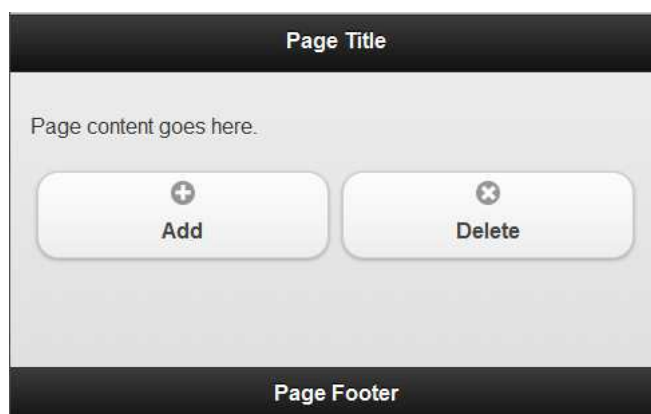 Page Title
Page content goes here.
Add Delete
Page Footer